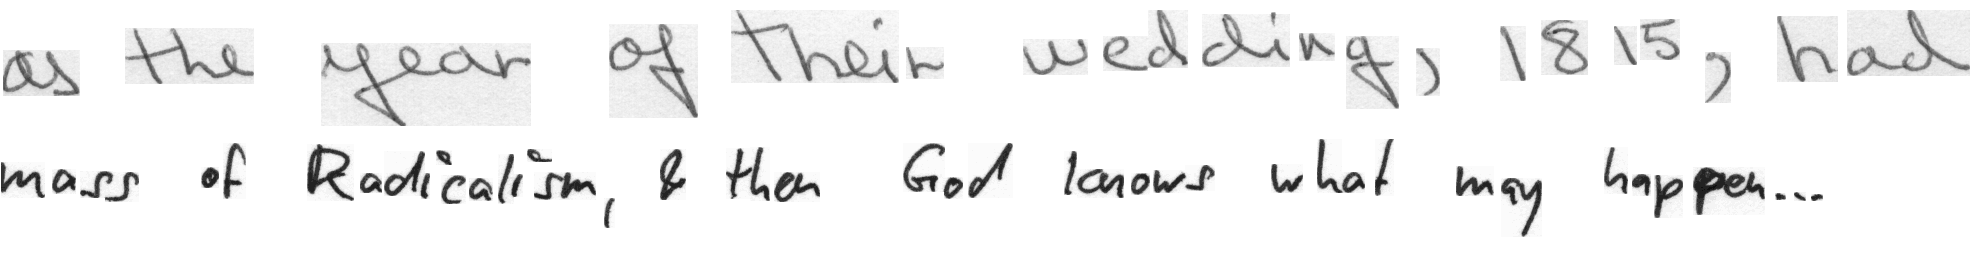 as the year of their wedding, 1815, had
mass of Radicalism, & then God knows what may happen...